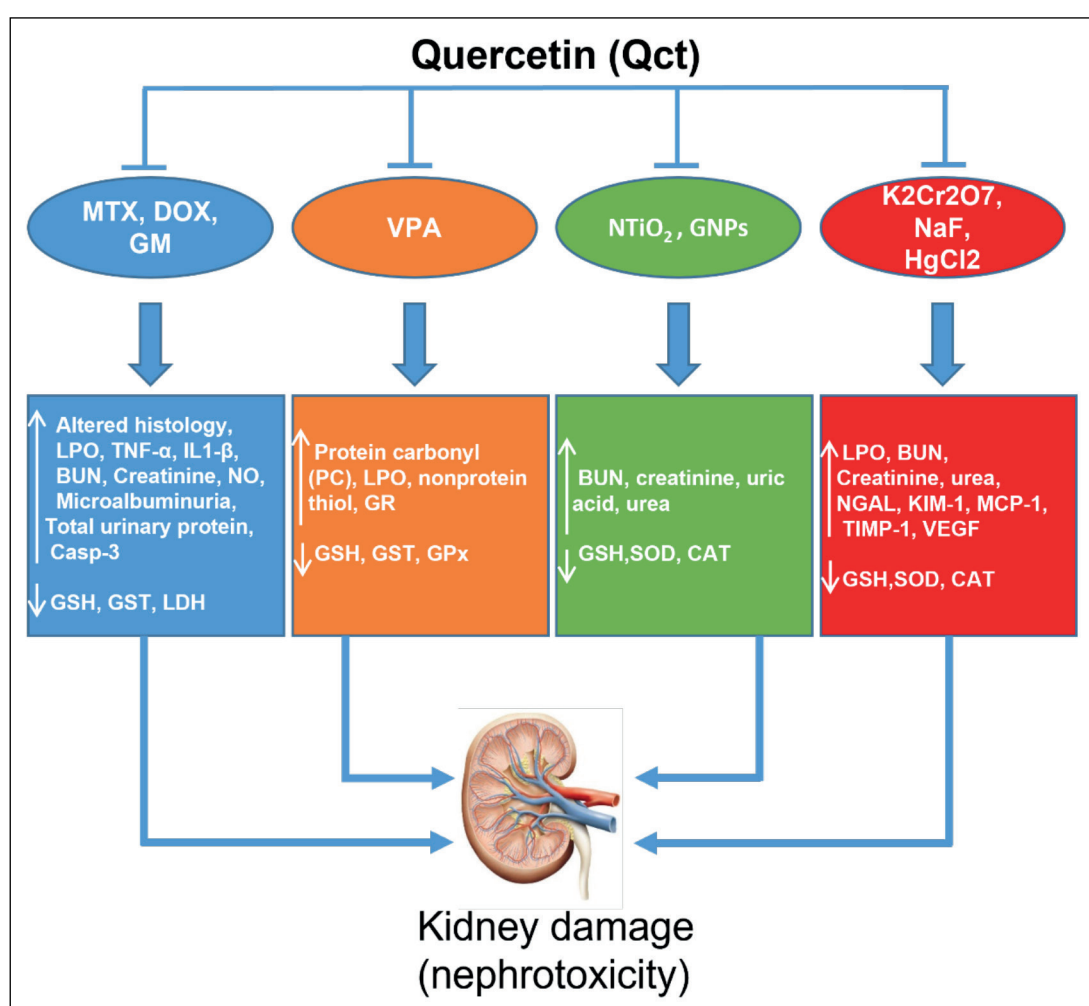 Quercetin (Qct)
MTX, DOX,
GM
VPA
NTiO₂ , GNPs
K2Cr2O7,
NaF,
HgCl2
Altered histology,
LPO, TNF-α, IL1-β,
BUN, Creatinine, NO,
Microalbuminuria,
Total urinary protein,
Casp-3
GSH, GST, LDH
Protein carbonyl
(PC), LPO, nonprotein
thiol, GR
GSH, GST, GPx
BUN, creatinine, uric
acid, urea
GSH,SOD, CAT
LPO, BUN,
Creatinine, urea,
NGAL, KIM-1, MCP-1,
TIMP-1, VEGF
GSH,SOD, CAT
Kidney damage
(nephrotoxicity)